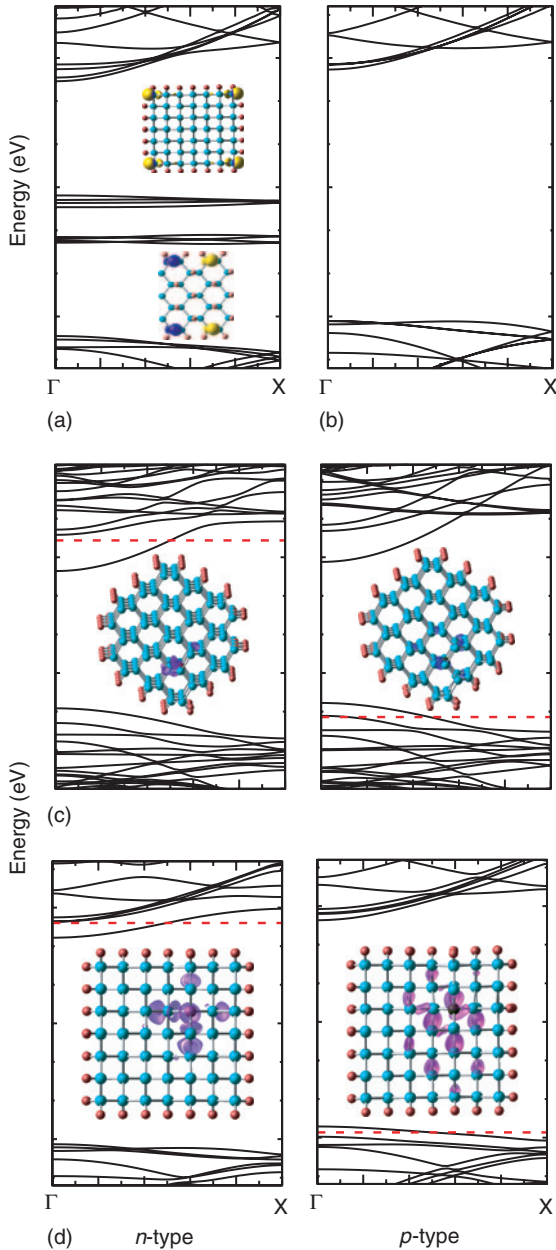 Energy (eV)
Γ X Γ X
(a) (b)
(c)
Energy (eV)
Γ X Γ X
(d) n-type p-type